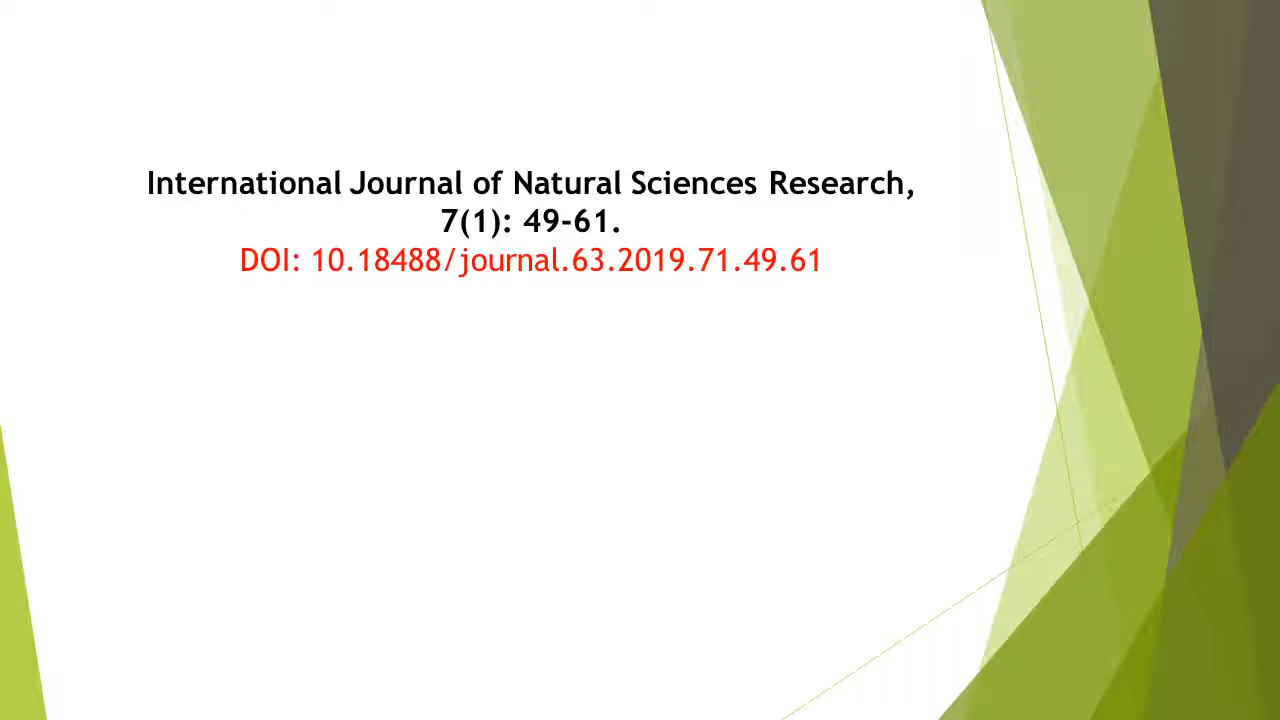 International Journal of Natural Sciences Research,
7(1): 49-61.
DOI: 10.18488/journal.63.2019.71.49.61